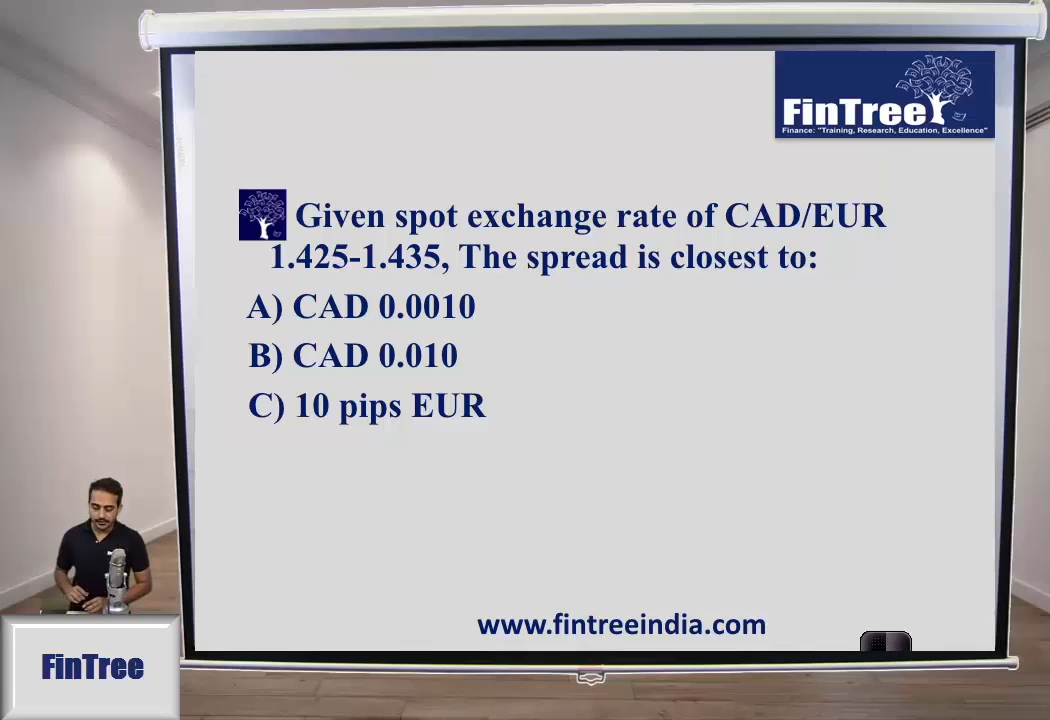 FinTree
Finance: "Training, Research, Education, Excellence"
Given spot exchange rate of CAD/EUR
1.425-1.435, The spread is closest to:
A) CAD 0.0010
B) CAD 0.010
C) 10 pips EUR
www.fintreeindia.com
FinTree